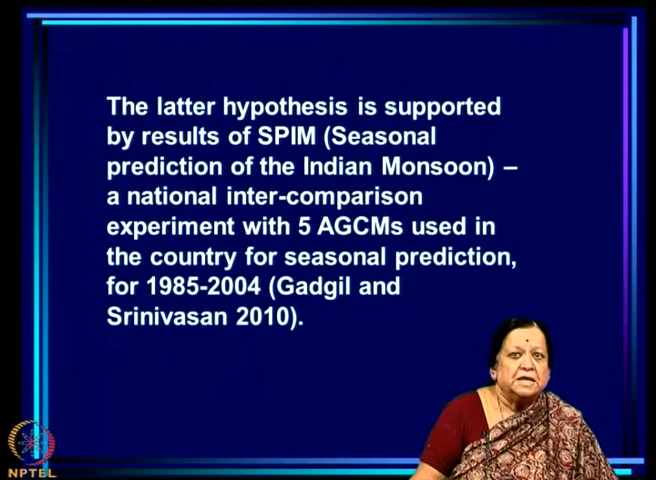 The latter hypothesis is supported
by results of SPIM (Seasonal
prediction of the Indian Monsoon) –
a national inter-comparison
experiment with 5 AGCMs used in
the country for seasonal prediction,
for 1985-2004 (Gadgil and
Srinivasan 2010).
NPTEL